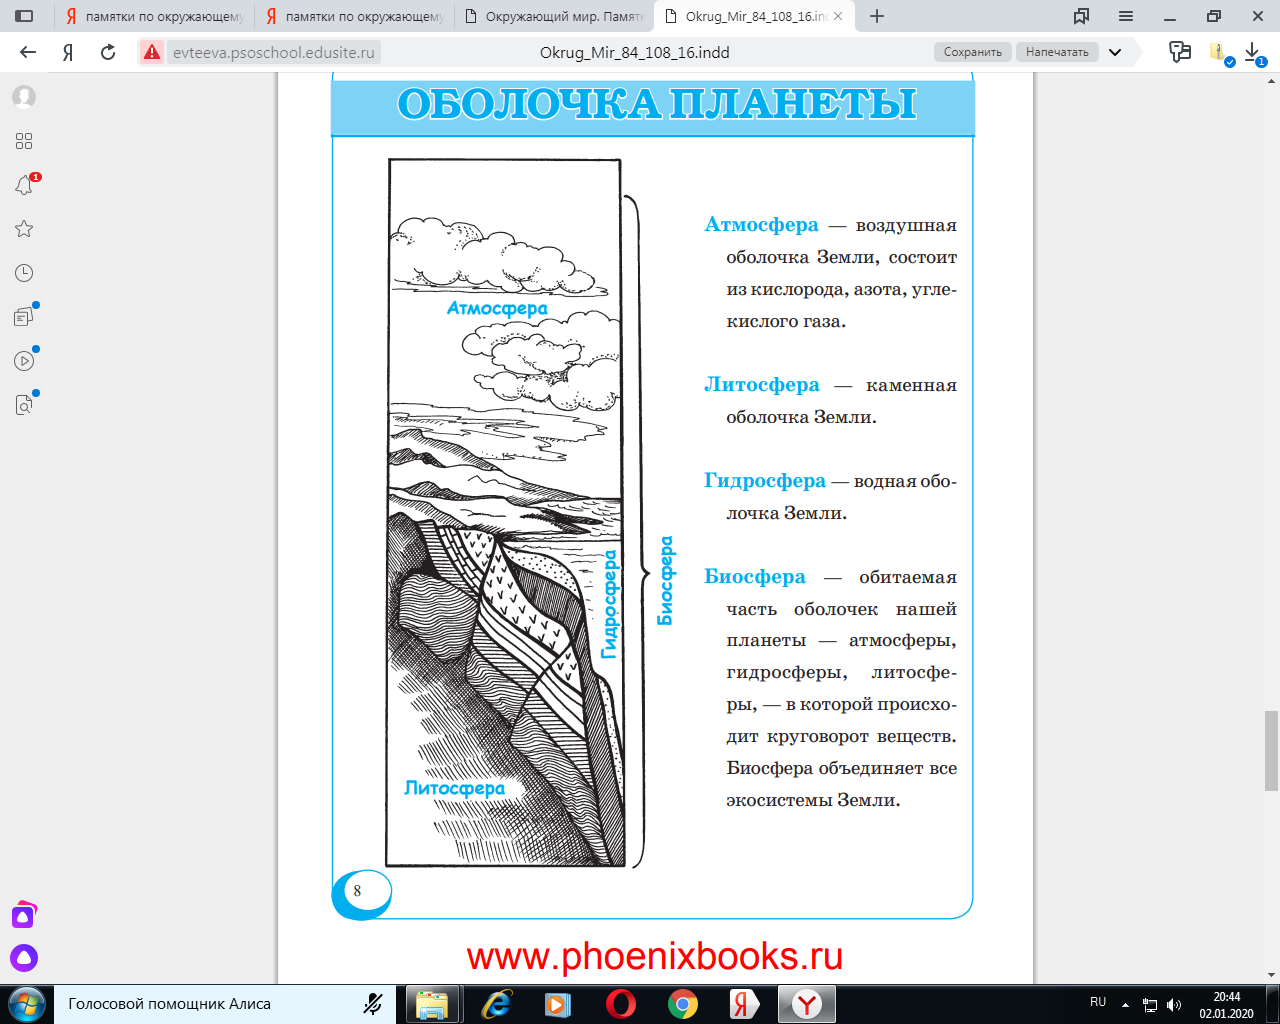 памятки по окружающему
памятки по окружающему
Окружающий мир. Памятк
Okrug_Mir_84_108_16.ind
evteeva.psoschool.edusite.ru
Okrug_Mir_84_108_16.indd
Сохранить
Напечатать
1
1
ОБОЛОЧКА ПЛАНЕТЫ
Атмосфера
Гидросфера
Биосфера
Литосфера
Атмосфера — воздушная
оболочка Земли, состоит
из кислорода, азота, угле-
кислого газа.
Литосфера — каменная
оболочка Земли.
Гидросфера — водная обо-
лочка Земли.
Биосфера — обитаемая
часть оболочек нашей
планеты — атмосферы,
гидросферы, литосфе-
ры, — в которой происхо-
дит круговорот веществ.
Биосфера объединяет все
экосистемы Земли.
8
www.phoenixbooks.ru
Голосовой помощник Алиса
RU
20:44
02.01.2020